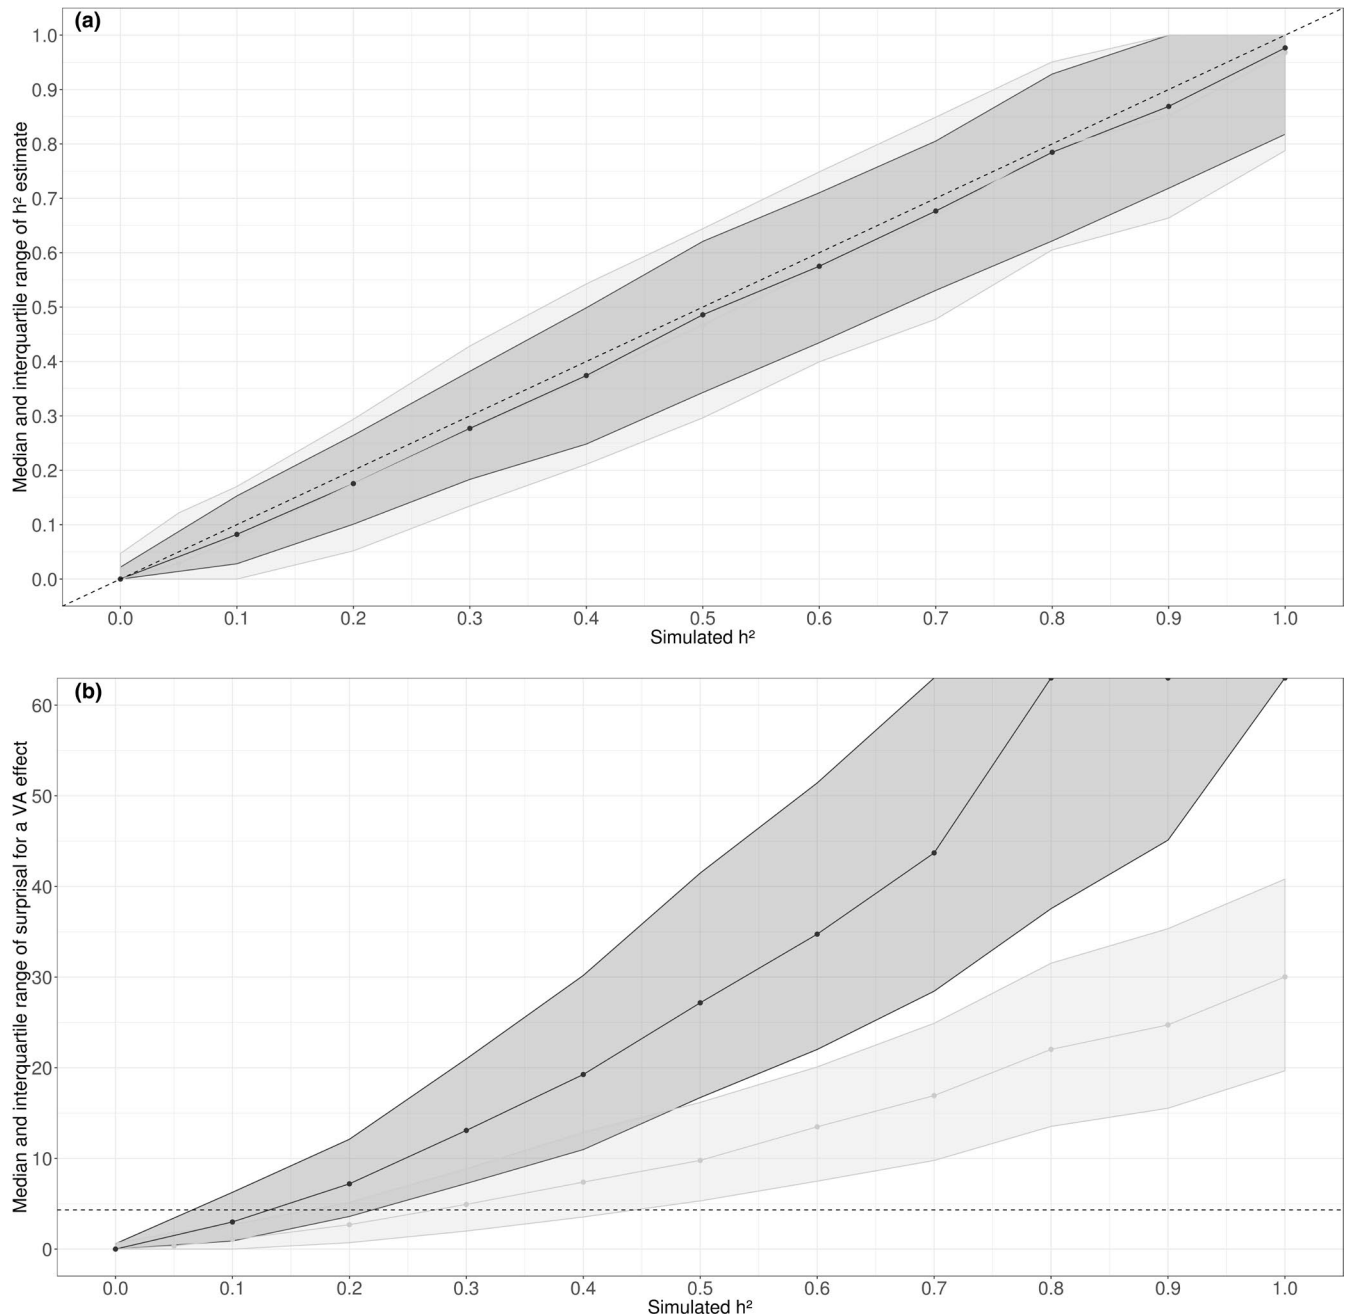 (a)
Median and interquartile range of h² estimate
1.0
0.9
0.8
0.7
0.6
0.5
0.4
0.3
0.2
0.1
0.0
0.0 0.1 0.2 0.3 0.4 0.5 0.6 0.7 0.8 0.9 1.0
Simulated h²
(b)
Median and interquartile range of surprisal for a VA effect
60
50
40
30
20
10
0
0.0 0.1 0.2 0.3 0.4 0.5 0.6 0.7 0.8 0.9 1.0
Simulated h²